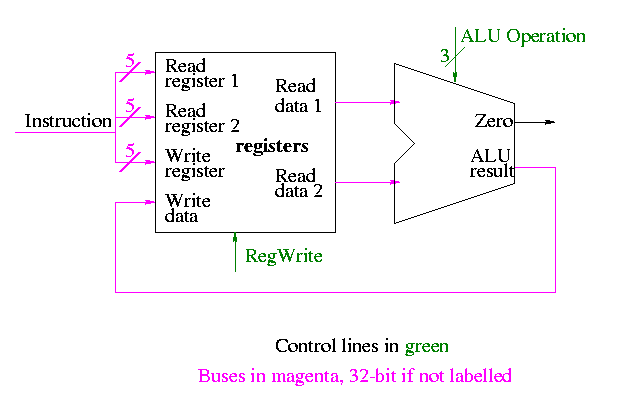 ALU Operation
3
5
Read
register 1
Read
data 1
5
Read
register 2
Instruction
Zero
registers
5
Write
register
ALU
result
Read
data 2
Write
data
RegWrite
Control lines in green
Buses in magenta, 32-bit if not labelled